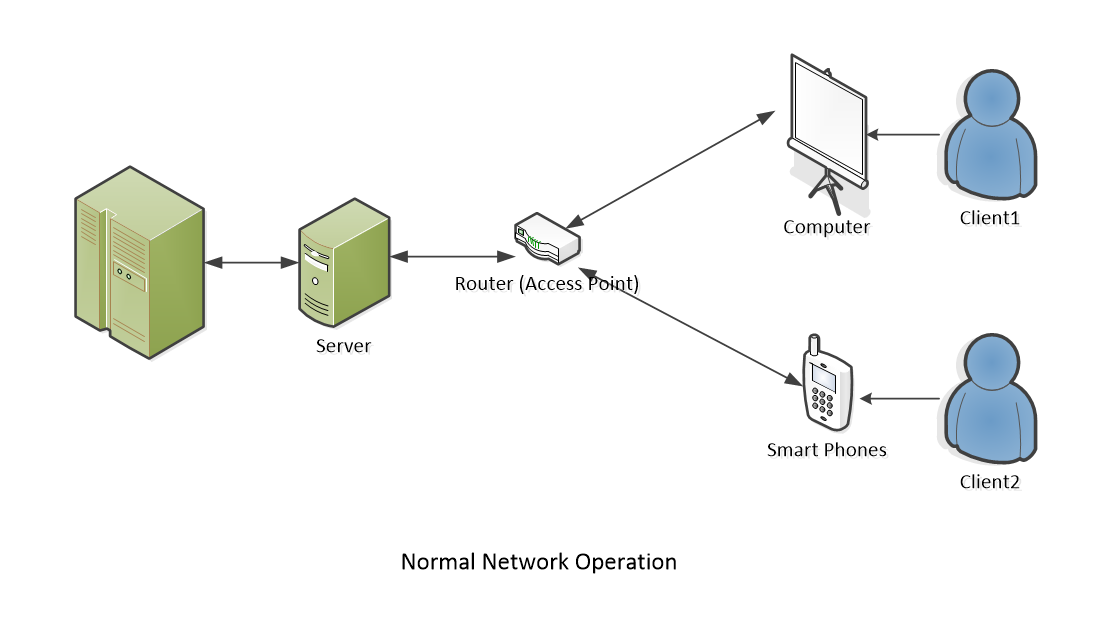 Computer
Client1
Router (Access Point)
Server
Smart Phones
Client2
Normal Network Operation